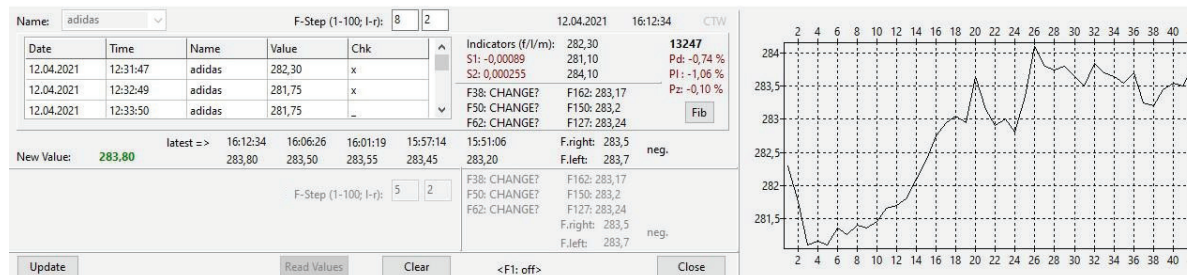 Name: adidas F-Step (1-100; l-r): 8 2 12.04.2021 16:12:34 CTW
Date Time Name Value Chk
12.04.2021 12:31:47 adidas 282,30 x
12.04.2021 12:32:49 adidas 281,75 x
12.04.2021 12:33:50 adidas 281,75 _
Indicators (f/l/m): 282,30 13247
S1: -0,00089 281,10 Pd: -0,74 %
S2: 0,000255 284,10 Pl: -1,06 %
F38: CHANGE? F162: 283,17 Pz: -0,10 %
F50: CHANGE? F150: 283,2
F62: CHANGE? F127: 283,24 Fib
latest => 16:12:34 16:06:26 16:01:19 15:57:14 15:51:06 F.right: 283,5 neg.
New Value: 283,80 283,80 283,50 283,55 283,45 283,20 F.left: 283,7
F-Step (1-100; l-r): 5 2
F38: CHANGE? F162: 283,17
F50: CHANGE? F150: 283,2
F62: CHANGE? F127: 283,24
F.right: 283,5 neg.
F.left: 283,7
Update Read Values Clear <F1: off> Close
2 4 6 8 10 12 14 16 18 20 22 24 26 28 30 32 34 36 38 40
284
283,5
283
282,5
282
281,5
2 4 6 8 10 12 14 16 18 20 22 24 26 28 30 32 34 36 38 40